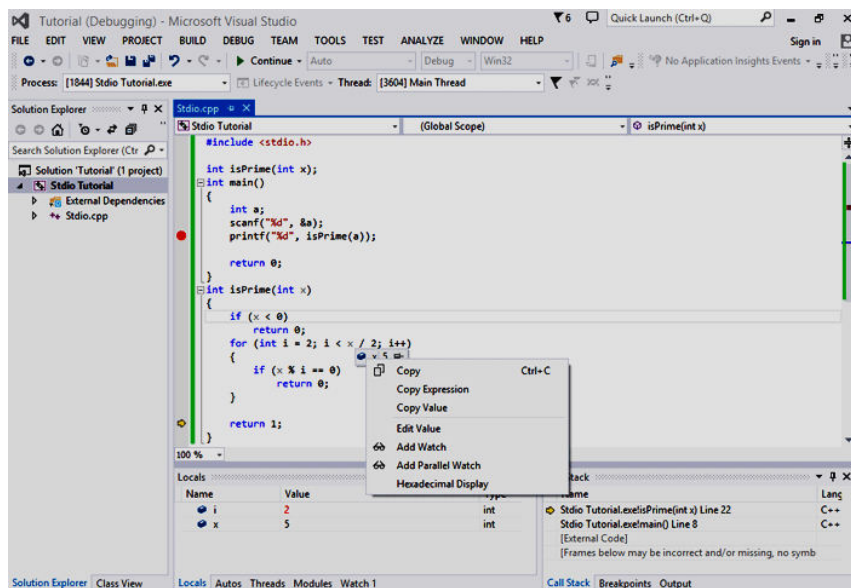 Tutorial (Debugging) - Microsoft Visual Studio
6
Quick Launch (Ctrl+Q)
FILE EDIT VIEW PROJECT BUILD DEBUG TEAM TOOLS TEST ANALYZE WINDOW HELP
Sign in
Continue Auto Debug Win32 No Application Insights Events
Process: [1844] Stdio Tutorial.exe Lifecycle Events Thread: [3604] Main Thread
Solution Explorer
Search Solution Explorer (Ctr
Solution 'Tutorial' (1 project)
Stdio Tutorial
External Dependencies
Stdio.cpp
Stdio.cpp
Stdio Tutorial (Global Scope) isPrime(int x)
#include <stdio.h>
int isPrime(int x);
int main()
{
int a;
scanf("%d", &a);
printf("%d", isPrime(a));
return 0;
}
int isPrime(int x)
{
if (x < 0)
return 0;
for (int i = 2; i < x / 2; i++)
{
x 5
if (x % i == 0)
return 0;
}
return 1;
}
Copy Ctrl+C
Copy Expression
Copy Value
Edit Value
Add Watch
Add Parallel Watch
Hexadecimal Display
100 %
Locals
Name Value
i 2 int
x 5 int
Stdio Tutorial.exe!isPrime(int x) Line 22 C++
Stdio Tutorial.exe!main() Line 8 C++
[External Code]
[Frames below may be incorrect and/or missing, no symb
Lang
Solution Explorer Class View
Locals Autos Threads Modules Watch 1
Call Stack Breakpoints Output